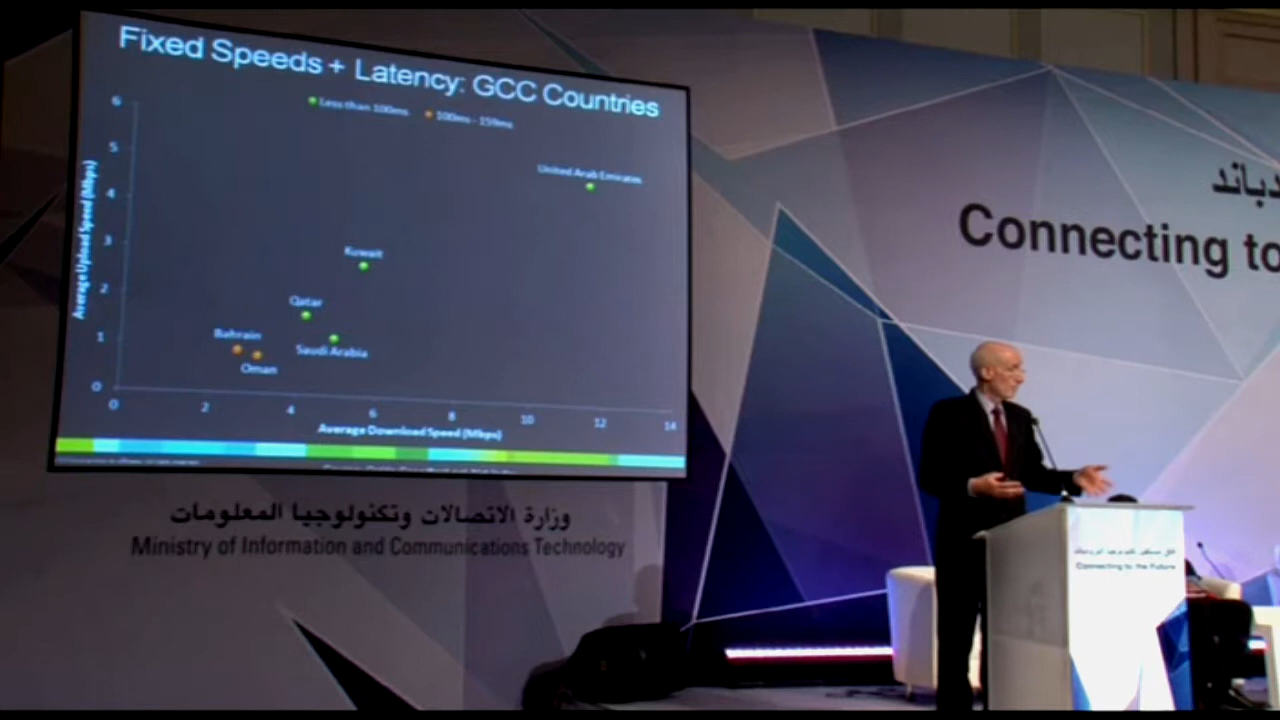 Fixed Speeds + Latency: GCC Countries
Less than 100ms
100ms - 159ms
6
5
4
3
2
1
0
Average Upload Speed (Mbps)
United Arab Emirates
Kuwait
Qatar
Saudi Arabia
Bahrain
Oman
0 2 4 6 8 10 12 14
Average Download Speed (Mbps)
وزارة الاتصالات وتكنولوجيا المعلومات
Ministry of Information and Communications Technology
دباند
Connecting to
Connecting to the Future